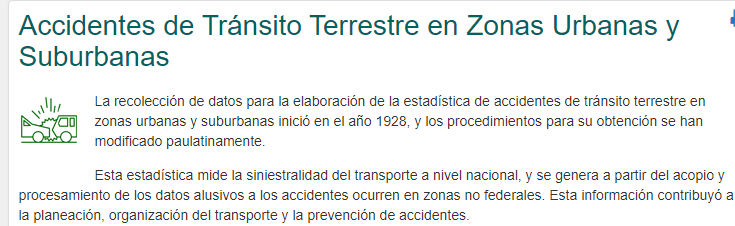 Accidentes de Tránsito Terrestre en Zonas Urbanas y
Suburbanas
La recolección de datos para la elaboración de la estadística de accidentes de tránsito terrestre en
zonas urbanas y suburbanas inició en el año 1928, y los procedimientos para su obtención se han
modificado paulatinamente.
Esta estadística mide la siniestralidad del transporte a nivel nacional, y se genera a partir del acopio y
procesamiento de los datos alusivos a los accidentes ocurren en zonas no federales. Esta información contribuyó a
la planeación, organización del transporte y la prevención de accidentes.